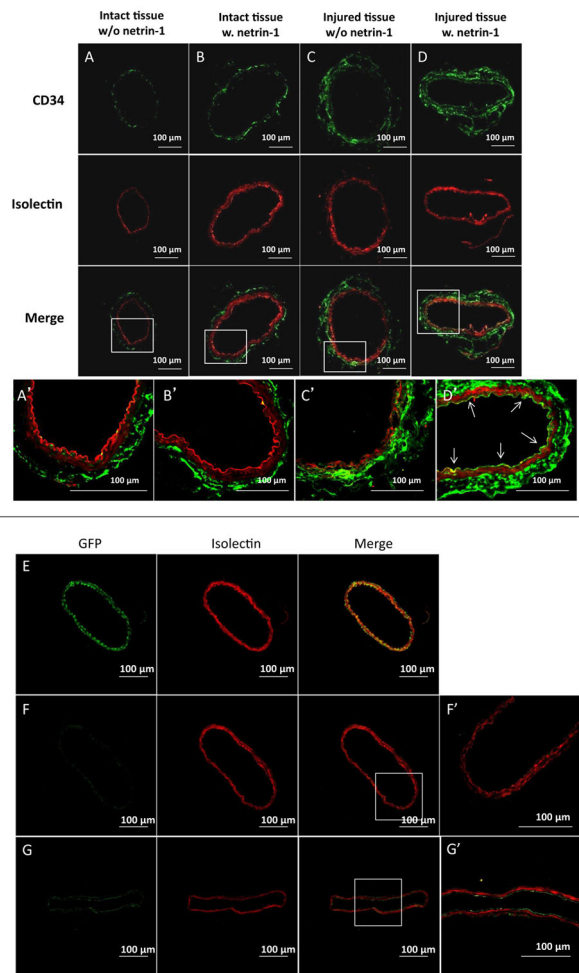 Intact tissue w/o netrin-1
Intact tissue w. netrin-1
Injured tissue w/o netrin-1
Injured tissue w. netrin-1
CD34
A
100 µm
B
100 µm
C
100 µm
D
100 µm
Isolectin
100 µm
100 µm
100 µm
100 µm
Merge
100 µm
100 µm
100 µm
100 µm
A'
100 µm
B'
100 µm
C'
100 µm
D'
100 µm
GFP
Isolectin
Merge
E
100 µm
100 µm
100 µm
F
100 µm
100 µm
100 µm
F'
100 µm
G
100 µm
100 µm
100 µm
G'
100 µm